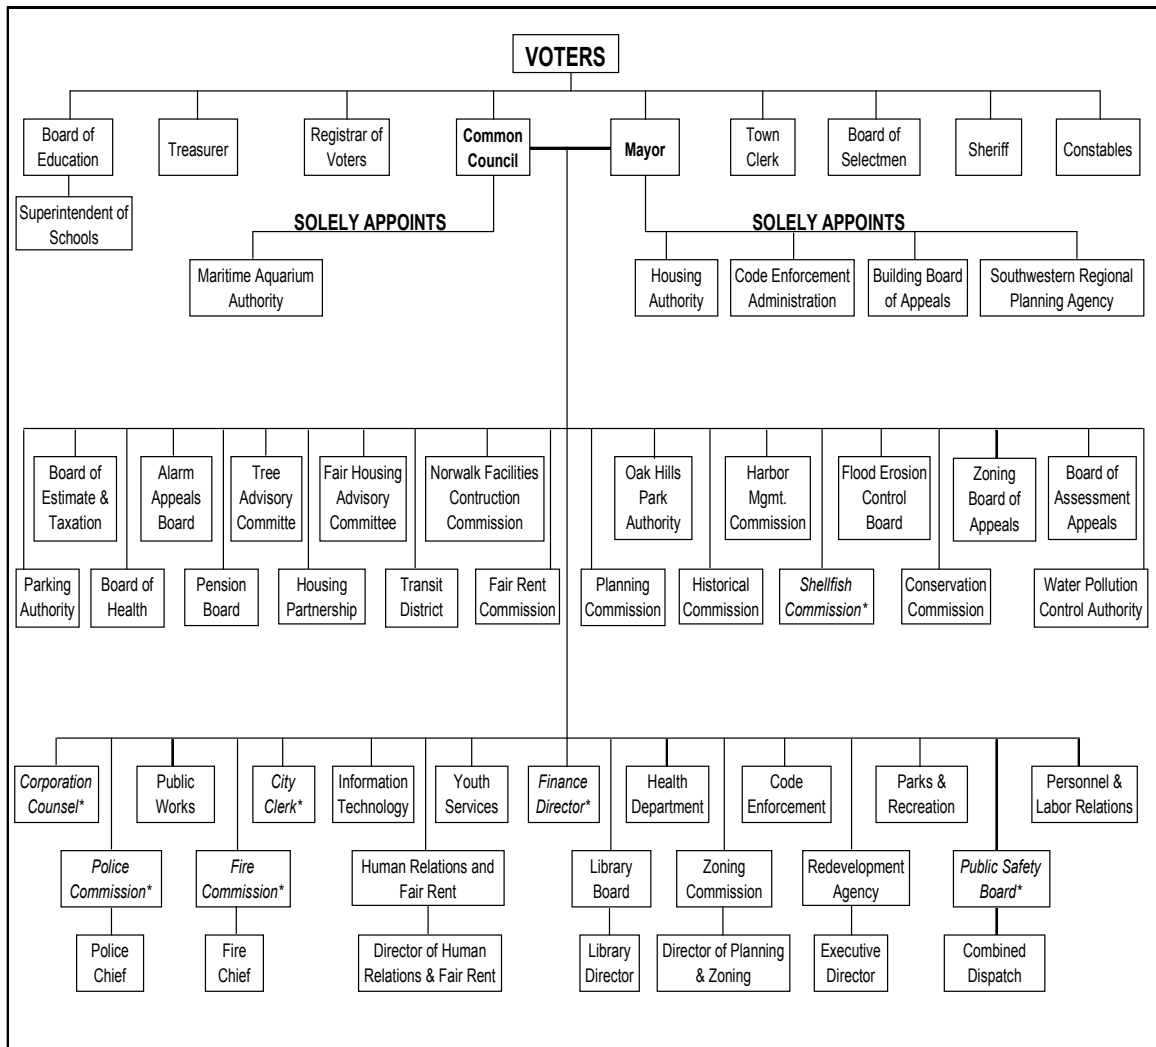 VOTERS
Board of
Education
Treasurer
Registrar of
Voters
Common
Council
Mayor
Town
Clerk
Board of
Selectmen
Sheriff
Constables
Superintendent of
Schools
SOLELY APPOINTS
SOLELY APPOINTS
Maritime Aquarium
Authority
Housing
Authority
Code Enforcement
Administration
Building Board
of Appeals
Southwestern Regional
Planning Agency
Board of
Estimate &
Taxation
Alarm
Appeals
Board
Tree
Advisory
Committe
Fair Housing
Advisory
Committee
Norwalk Facilities
Contruction
Commission
Oak Hills
Park
Authority
Harbor
Mgmt.
Commission
Flood Erosion
Control
Board
Zoning
Board of
Appeals
Board of
Assessment
Appeals
Parking
Authority
Board of
Health
Pension
Board
Housing
Partnership
Transit
District
Fair Rent
Commission
Planning
Commission
Historical
Commission
Shellfish
Commission*
Conservation
Commission
Water Pollution
Control Authority
Corporation
Counsel*
Public
Works
City
Clerk*
Information
Technology
Youth
Services
Finance
Director*
Health
Department
Code
Enforcement
Parks &
Recreation
Personnel &
Labor Relations
Police
Commission*
Fire
Commission*
Human Relations and
Fair Rent
Library
Board
Zoning
Commission
Redevelopment
Agency
Public Safety
Board*
Police
Chief
Fire
Chief
Director of Human
Relations & Fair Rent
Library
Director
Director of Planning
& Zoning
Executive
Director
Combined
Dispatch